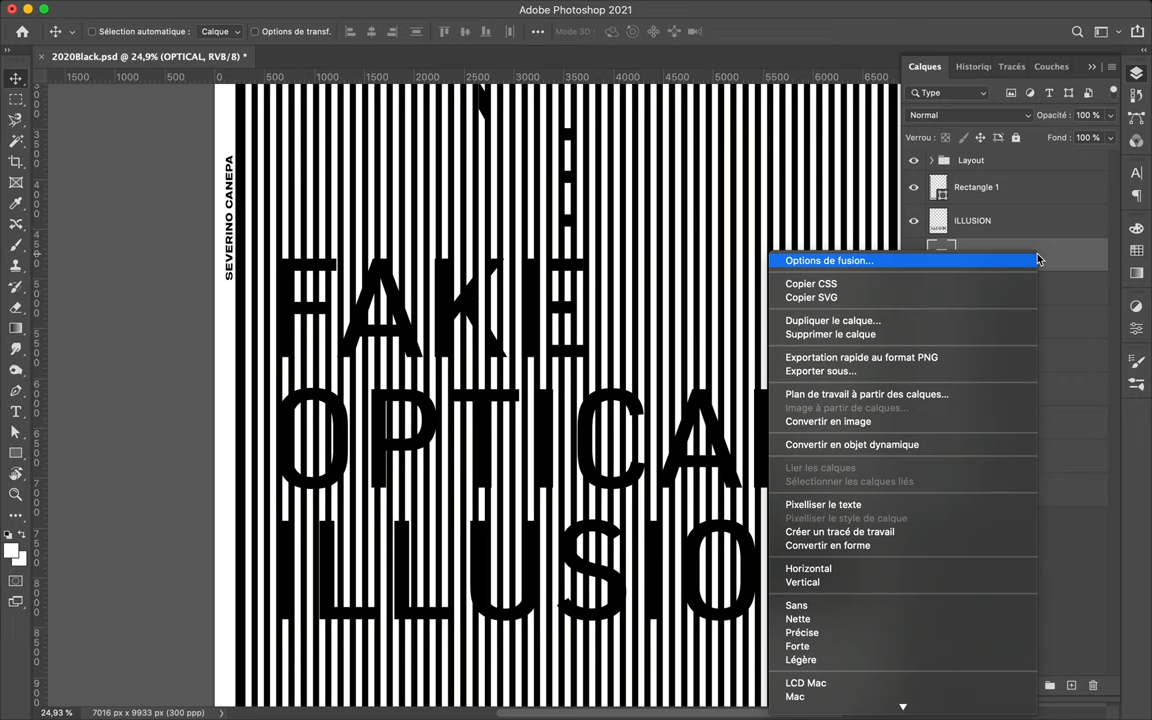 Adobe Photoshop 2021
Sélection automatique :
Calque
Options de transf.
Mode 3D :
2020Black.psd @ 24,9% (OPTICAL, RVB/8) *
1500
1000
500
0
500
1000
1500
2000
2500
3000
3500
4000
4500
5000
5500
6000
6500
Calques
Historiqu
Tracés
Couches
Type
Normal
Opacité :
100 %
Verrou :
Fond :
100 %
Layout
Rectangle 1
ILLUSION
SEVERINO CANEPA
FAKE
OPTICAL
ILLUSIO
Options de fusion...
Copier CSS
Copier SVG
Dupliquer le calque...
Supprimer le calque
Exportation rapide au format PNG
Exporter sous...
Plan de travail à partir des calques...
Image à partir de calques...
Convertir en image
Convertir en objet dynamique
Lier les calques
Sélectionner les calques liés
Pixelliser le texte
Pixelliser le style de calque
Créer un tracé de travail
Convertir en forme
Horizontal
Vertical
Sans
Nette
Précise
Forte
Légère
LCD Mac
Mac
24,93 %
7016 px x 9933 px (300 ppp)